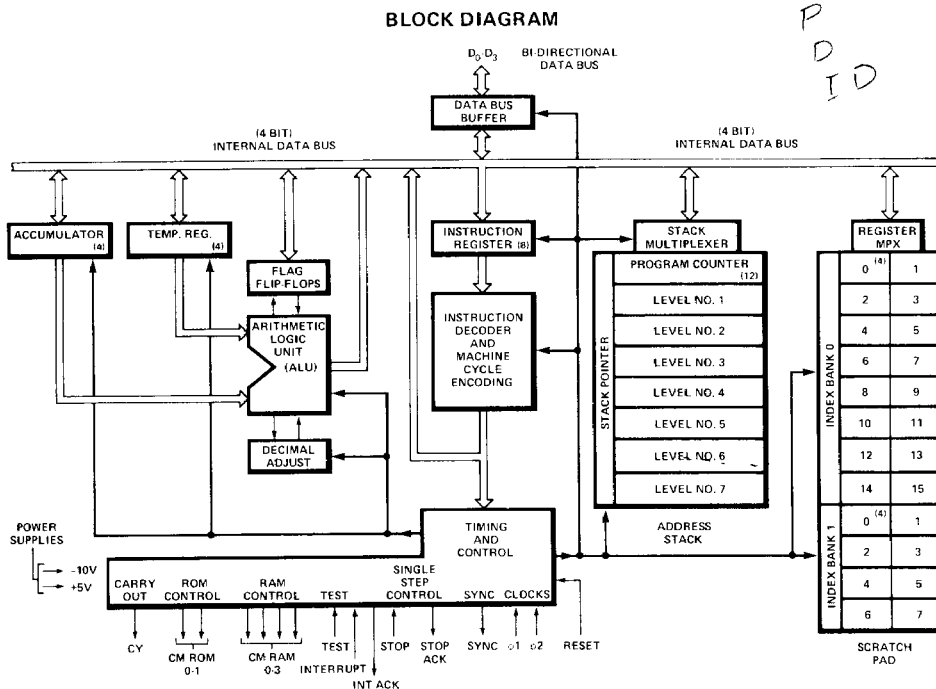 BLOCK DIAGRAM
P
D
I D
D0-D3
BI-DIRECTIONAL
DATA BUS
DATA BUS
BUFFER
(4 BIT)
INTERNAL DATA BUS
(4 BIT)
INTERNAL DATA BUS
ACCUMULATOR
(4)
TEMP. REG.
(4)
FLAG
FLIP-FLOPS
INSTRUCTION
REGISTER (8)
STACK
MULTIPLEXER
REGISTER
MPX
ARITHMETIC
LOGIC
UNIT
(ALU)
DECIMAL
ADJUST
INSTRUCTION
DECODER
AND
MACHINE
CYCLE
ENCODING
STACK POINTER
PROGRAM COUNTER
(12)
LEVEL NO. 1
LEVEL NO. 2
LEVEL NO. 3
LEVEL NO. 4
LEVEL NO. 5
LEVEL NO. 6
LEVEL NO. 7
ADDRESS
STACK
INDEX BANK 0
0 (4) 1
2 3
4 5
6 7
8 9
10 11
12 13
14 15
INDEX BANK 1
0 (4) 1
2 3
4 5
6 7
SCRATCH
PAD
POWER
SUPPLIES
-10V
+5V
TIMING
AND
CONTROL
CARRY
OUT
ROM
CONTROL
RAM
CONTROL
TEST
SINGLE
STEP
CONTROL
SYNC
CLOCKS
CY
CM ROM
0-1
CM RAM
0-3
TEST
INTERRUPT
INT ACK
STOP
STOP
ACK
SYNC
φ1
φ2
RESET